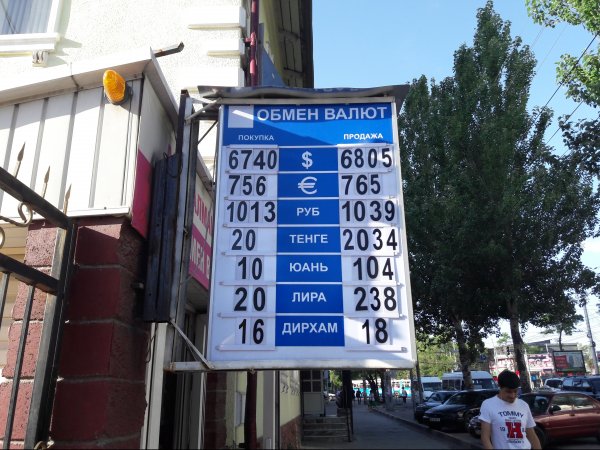 ОБМЕН ВАЛЮТ
ПОКУПКА ПРОДАЖА
6740 $ 6805
756 € 765
1013 РУБ 1039
20 ТЕНГЕ 2034
10 ЮАНЬ 104
20 ЛИРА 238
16 ДИРХАМ 18
TOMMY
H